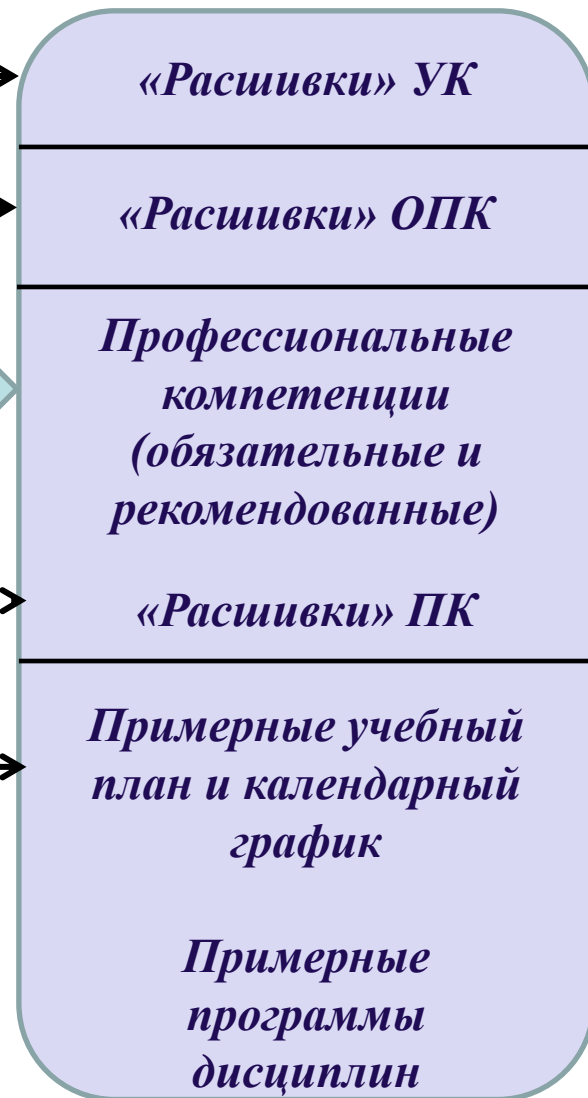 «Расшивки» УК
«Расшивки» ОПК
Профессиональные
компетенции
(обязательные и
рекомендованные)
«Расшивки» ПК
Примерные учебный
план и календарный
график
Примерные
программы
дисциплин